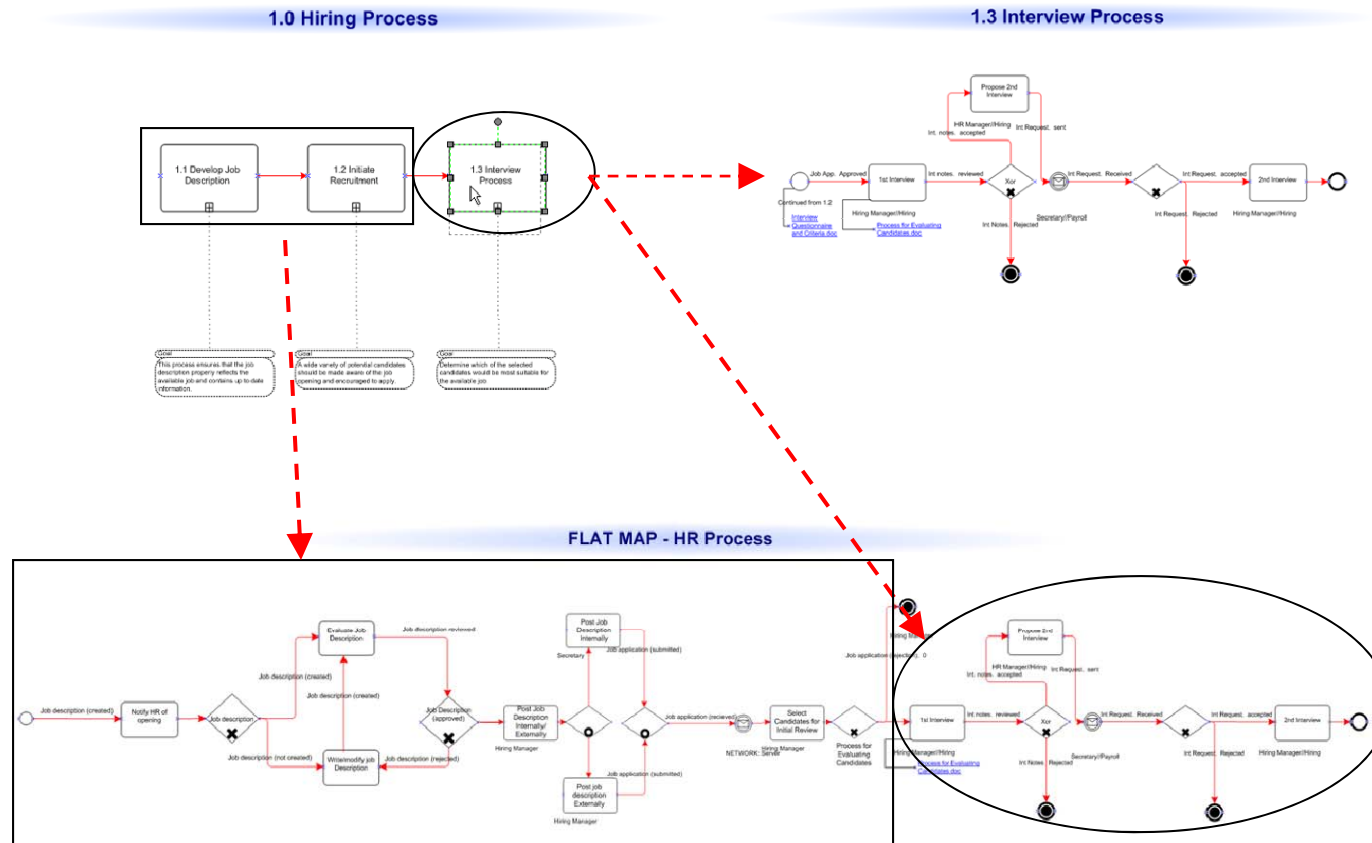 1.0 Hiring Process
1.3 Interview Process
1.1 Develop Job
Description
1.2 Initiate
Recruitment
1.3 Interview
Process
Goal
This process ensures that the job
description properly reflects the
available job and contains up to date
information.
Goal
A wide variety of potential candidates
should be made aware of the job
opening and encouraged to apply.
Goal
Determine which of the selected
candidates would be most suitable for
the available job
Propose 2nd
Interview
HR Manager//Hiring
Int. notes. accepted
Int Request. sent
Job App. Approved
1st Interview
Int notes. reviewed
Xor
Int Request. Received
Int Request. accepted
2nd Interview
Continued from 1.2
Interview
Questionnaire
and Criteria.doc
Hiring Manager//Hiring
Process for Evaluating
Candidates.doc
Int Notes. Rejected
Secretary//Payroll
Int Request. Rejected
Hiring Manager//Hiring
FLAT MAP - HR Process
Job description (created)
Notify HR of
opening
Job description
Job description (created)
Job description (created)
Evaluate Job
Description
Job description reviewed
Job description (not created)
Write/modify job
Description
Job description (rejected)
Job Description
(approved)
Post Job
Description
Internally/
Externally
Hiring Manager
Post Job
Description
Internally
Secretary
Job application (submitted)
Post job
description
Externally
Hiring Manager
Job application (submitted)
Job application (recieved)
NETWORK: Server
Select
Candidates for
Initial Review
Hiring Manager
Process for
Evaluating
Candidates
Job application (rejected). 0
1st Interview
Hiring Manager//Hiring
Process for Evaluating
Candidates.doc
Int notes. reviewed
Propose 2nd
Interview
HR Manager//Hiring
Int. notes. accepted
Int Request. sent
Xor
Int Notes. Rejected
Int Request. Received
Secretary//Payroll
Int Request. accepted
Int Request. Rejected
2nd Interview
Hiring Manager//Hiring